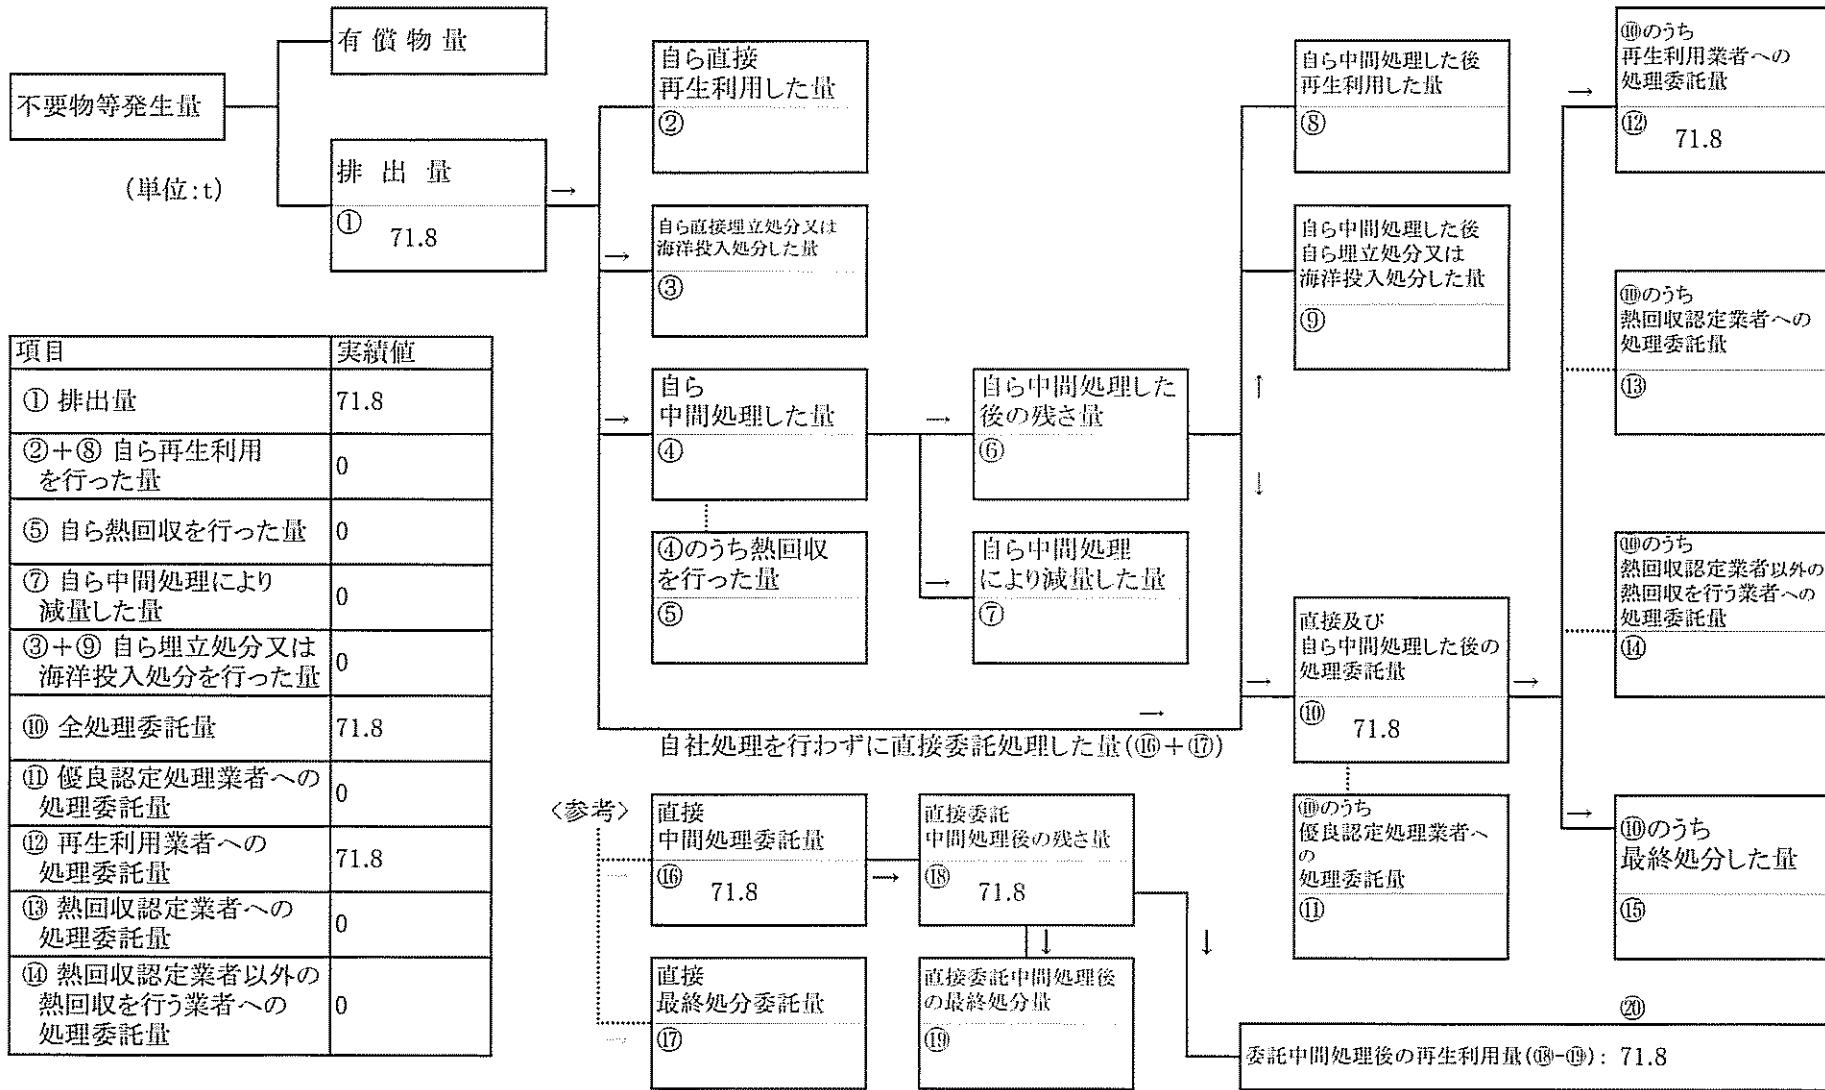 不要物等発生量
(単位:t)
有償物量
排出量
① 71.8
自ら直接
再生利用した量
②
自ら直接埋立処分又は
海洋投入処分した量
③
自ら
中間処理した量
④
④のうち熱回収
を行った量
⑤
自ら中間処理した
後の残さ量
⑥
自ら中間処理
により減量した量
⑦
自ら中間処理した後
再生利用した量
⑧
自ら中間処理した後
自ら埋立処分又は
海洋投入処分した量
⑨
直接及び
自ら中間処理した後の
処理委託量
⑩ 71.8
⑩のうち
優良認定処理業者へ
の
処理委託量
⑪
⑩のうち
再生利用業者への
処理委託量
⑫ 71.8
⑩のうち
熱回収認定業者への
処理委託量
⑬
⑩のうち
熱回収認定業者以外の
熱回収を行う業者への
処理委託量
⑭
⑩のうち
最終処分した量
⑮
自社処理を行わずに直接委託処理した量(⑯+⑰)
〈参考〉
直接
中間処理委託量
⑯ 71.8
直接
最終処分委託量
⑰
直接委託
中間処理後の残さ量
⑱ 71.8
直接委託中間処理後
の最終処分量
⑲
⑳
委託中間処理後の再生利用量(⑱-⑲): 71.8
項目 実績値
① 排出量 71.8
②+⑧ 自ら再生利用
を行った量 0
⑤ 自ら熱回収を行った量 0
⑦ 自ら中間処理により
減量した量 0
③+⑨ 自ら埋立処分又は
海洋投入処分を行った量 0
⑩ 全処理委託量 71.8
⑪ 優良認定処理業者への
処理委託量 0
⑫ 再生利用業者への
処理委託量 71.8
⑬ 熱回収認定業者への
処理委託量 0
⑭ 熱回収認定業者以外の
熱回収を行う業者への
処理委託量 0